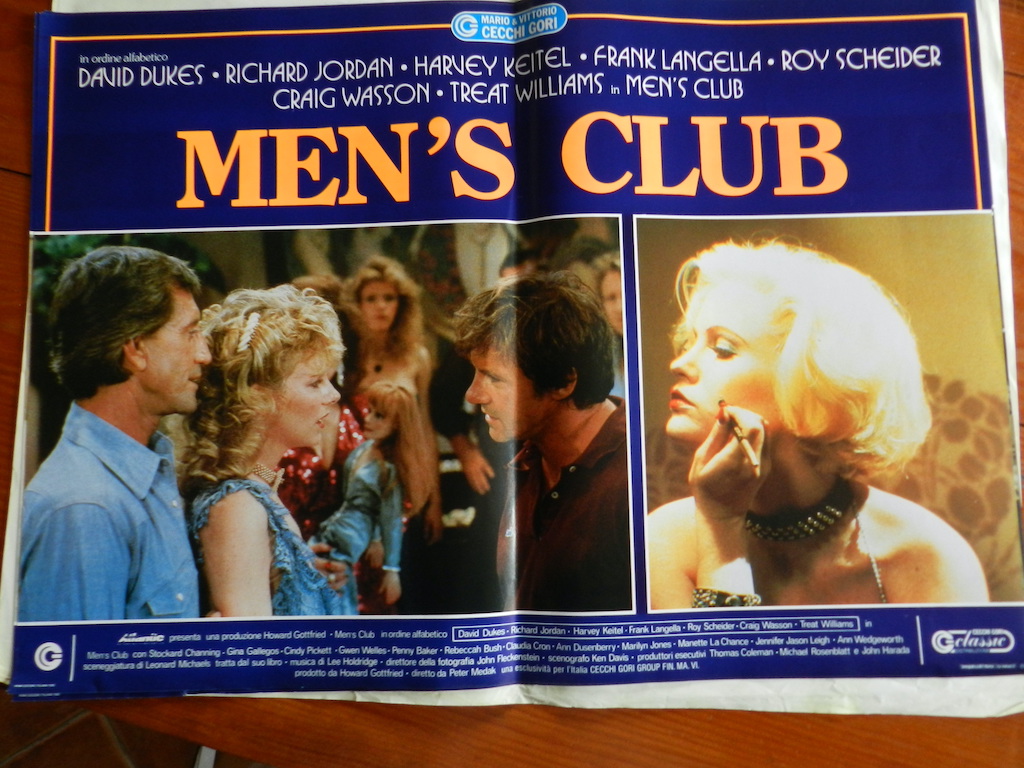 MARIO & VITTORIO
CECCHI GORI
in ordine alfabetico
DAVID DUKES • RICHARD JORDAN • HARVEY KEITEL • FRANK LANGELLA • ROY SCHEIDER
CRAIG WASSON • TREAT WILLIAMS in MEN'S CLUB
MEN'S CLUB
Atlantic presenta una produzione Howard Gottfried • Men's Club in ordine alfabetico David Dukes • Richard Jordan • Harvey Keitel • Frank Langella • Roy Scheider • Craig Wasson • Treat Williams in
Men's Club con Stockard Channing • Gina Gallegos • Cindy Pickett • Gwen Welles • Penny Baker • Rebeccah Bush • Claudia Cron • Ann Dusenberry • Marilyn Jones • Manette La Chance • Jennifer Jason Leigh • Ann Wedgeworth
sceneggiatura di Leonard Michaels tratta dal suo libro • musica di Lee Holdridge • direttore della fotografia John Fleckenstein • scenografo Ken Davis • produttori esecutivi Thomas Coleman • Michael Rosenblatt e John Harada
prodotto da Howard Gottfried • diretto da Peter Medak una esclusività per l'Italia CECCHI GORI GROUP FIN. MA. VI.
CECCHI GORI
classic